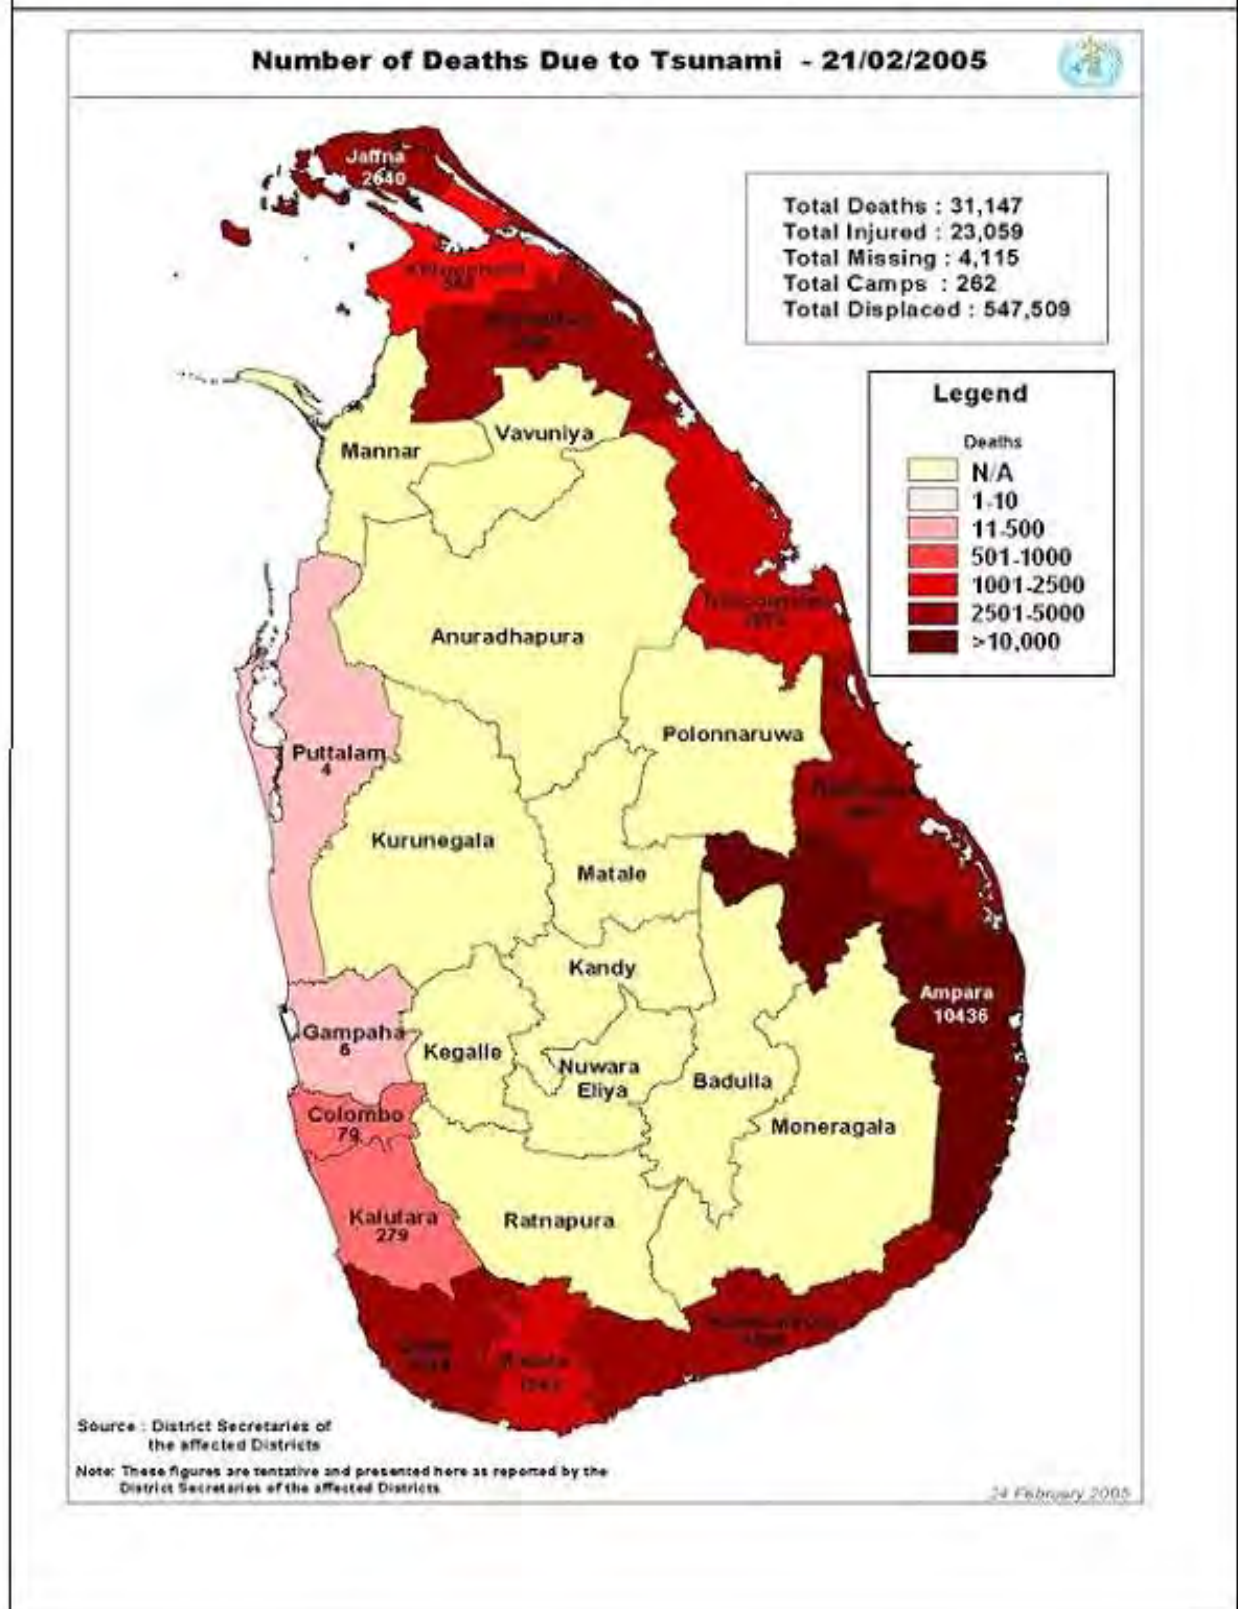 Number of Deaths Due to Tsunami - 21/02/2005
Jaffna
2640
Total Deaths : 31,147
Total Injured : 23,059
Total Missing : 4,115
Total Camps : 262
Total Displaced : 547,509
Legend
Deaths
N/A
1-10
11-500
501-1000
1001-2500
2501-5000
>10,000
Mannar
Vavuniya
Anuradhapura
Polonnaruwa
Puttalam
4
Kurunegala
Matale
Kandy
Ampara
10436
Gampaha
6
Kegalle
Nuwara
Eliya
Badulla
Colombo
79
Moneragala
Kalutara
279
Ratnapura
Source : District Secretaries of
the affected Districts
Note: These figures are tentative and presented here as reported by the
District Secretaries of the affected Districts
24 February 2005